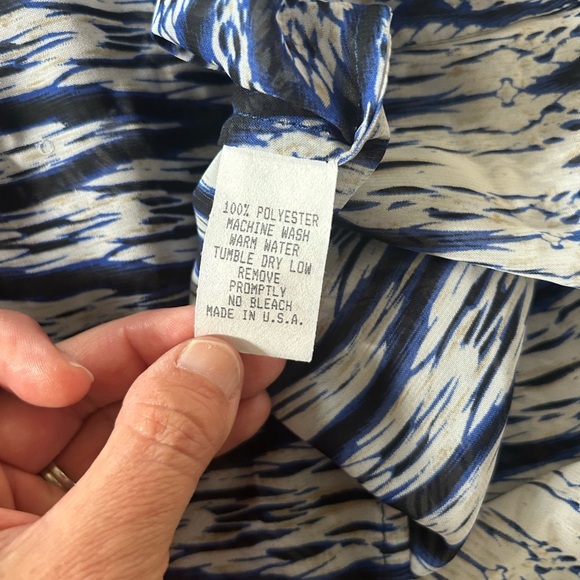 100% POLYESTER
MACHINE WASH
WARM WATER
TUMBLE DRY LOW
REMOVE
PROMPTLY
NO BLEACH
MADE IN U.S.A.